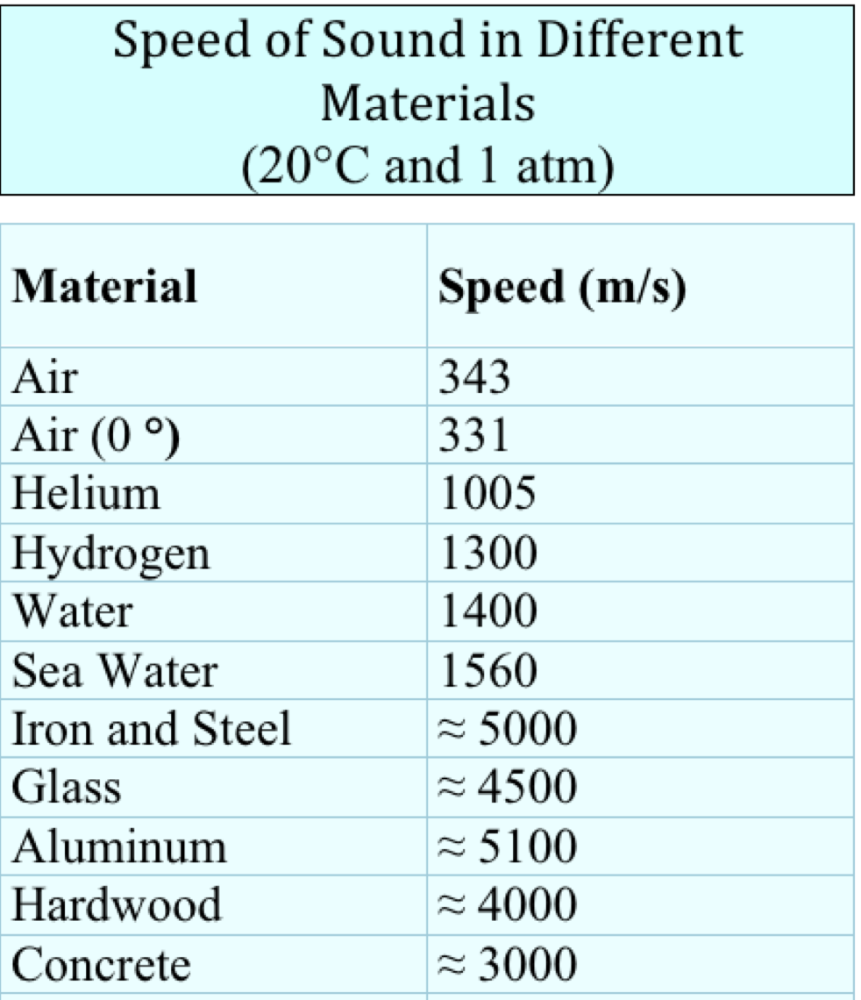 Speed of Sound in Different
Materials
(20°C and 1 atm)
Material Speed (m/s)
Air 343
Air (0 °) 331
Helium 1005
Hydrogen 1300
Water 1400
Sea Water 1560
Iron and Steel ≈ 5000
Glass ≈ 4500
Aluminum ≈ 5100
Hardwood ≈ 4000
Concrete ≈ 3000